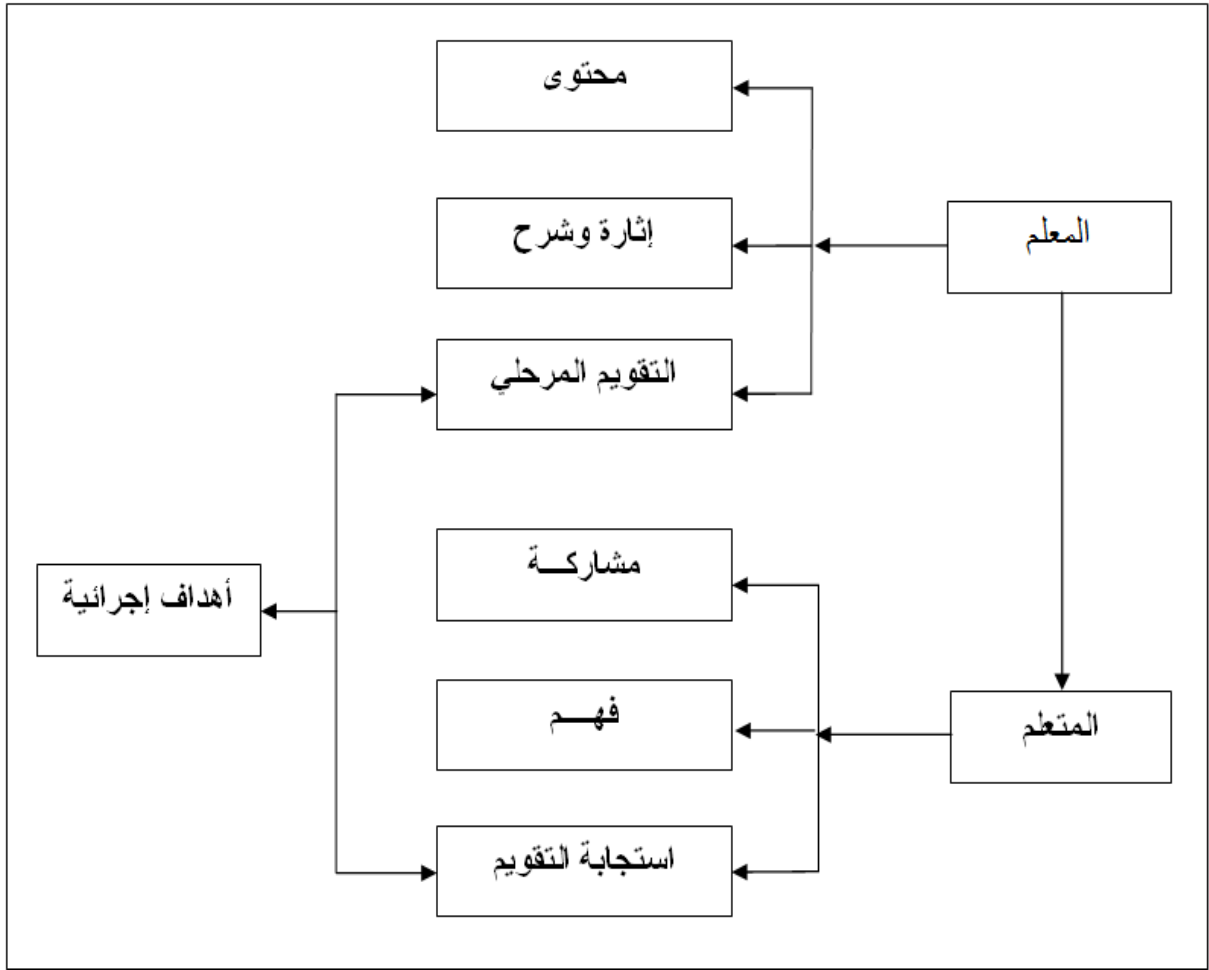 محتوى
إثارة وشرح
المعلم
التقويم المرحلي
مشاركـــة
أهداف إجرائية
فهـــم
المتعلم
استجابة التقويم